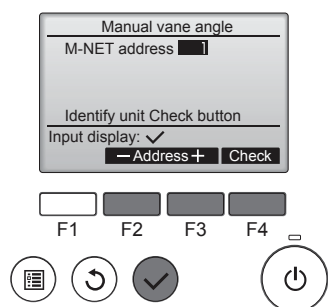 Manual vane angle
M-NET address 1
Identify unit Check button
Input display: ✓
− Address + Check
F1 F2 F3 F4